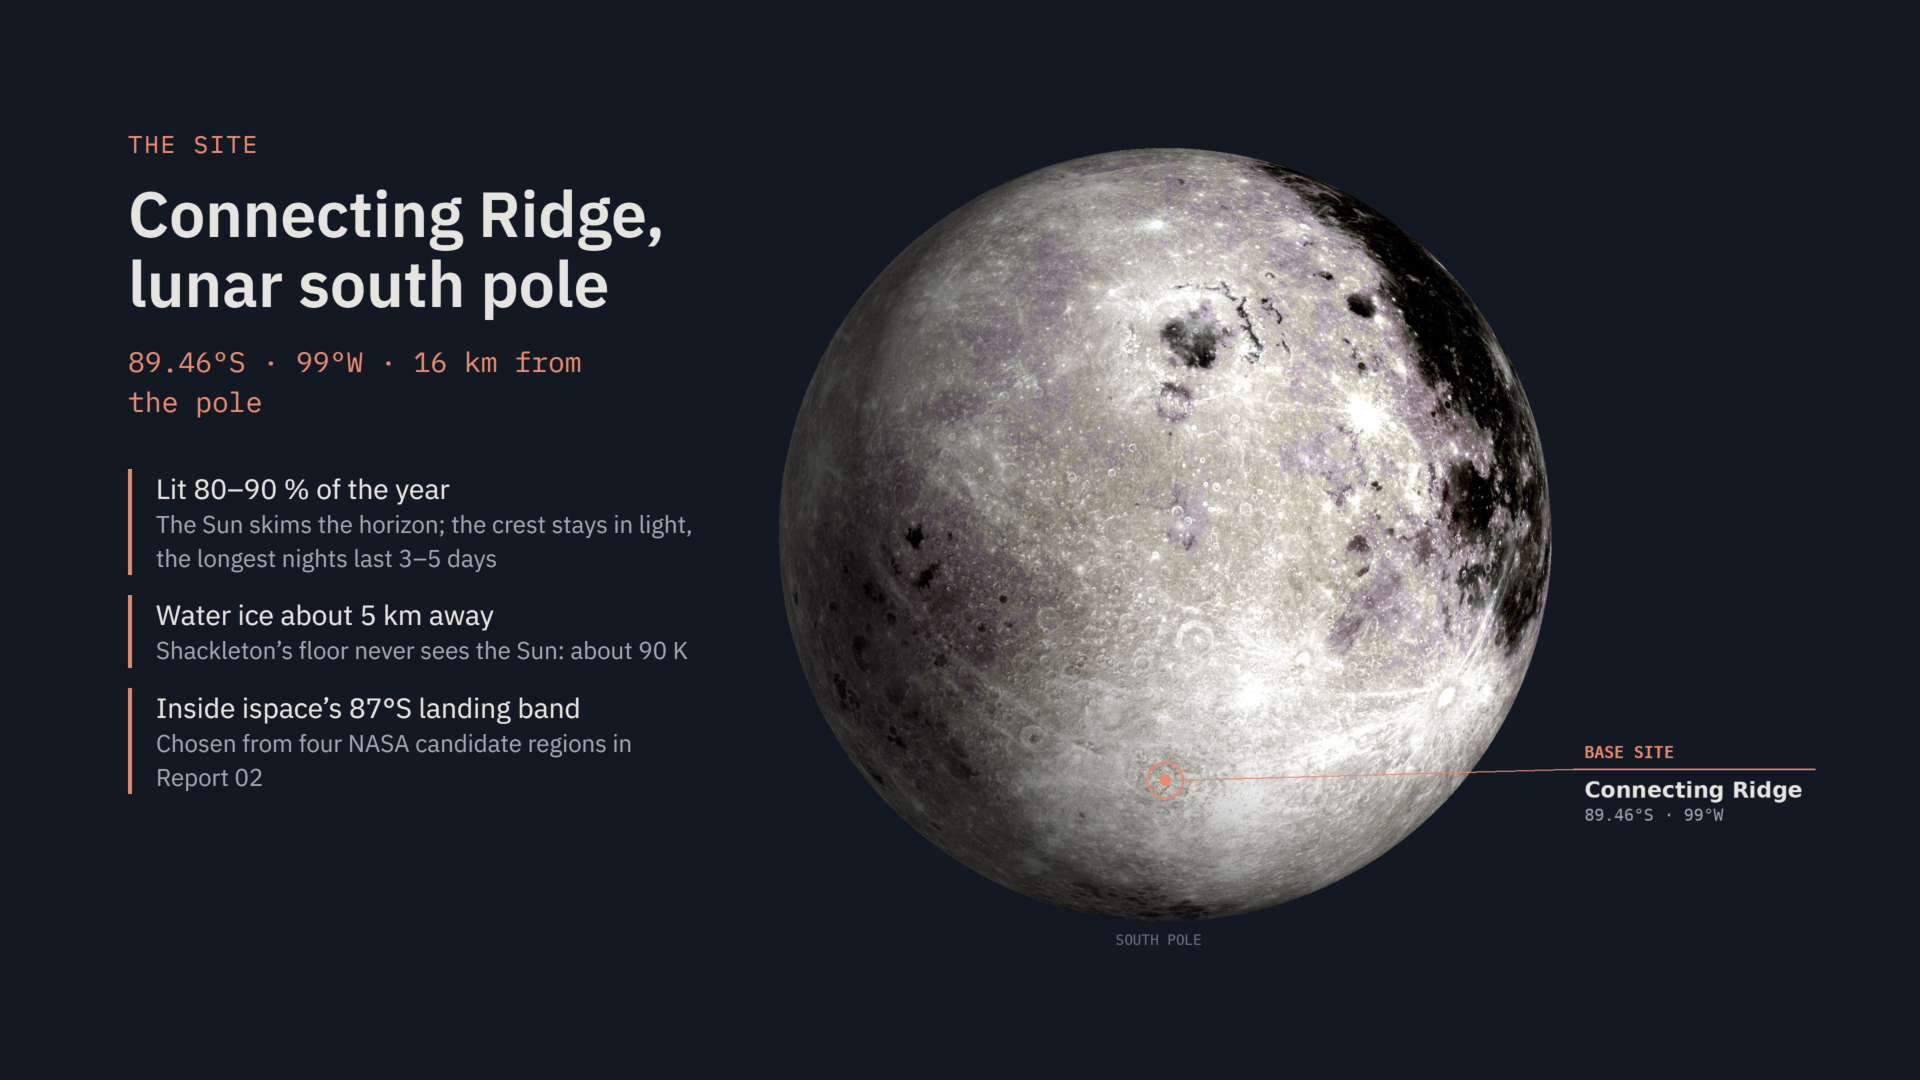 THE SITE
Connecting Ridge,
lunar south pole
89.46°S · 99°W · 16 km from
the pole
Lit 80–90 % of the year
The Sun skims the horizon; the crest stays in light,
the longest nights last 3–5 days
Water ice about 5 km away
Shackleton’s floor never sees the Sun: about 90 K
Inside ispace’s 87°S landing band
Chosen from four NASA candidate regions in
Report 02
BASE SITE
Connecting Ridge
89.46°S · 99°W
SOUTH POLE